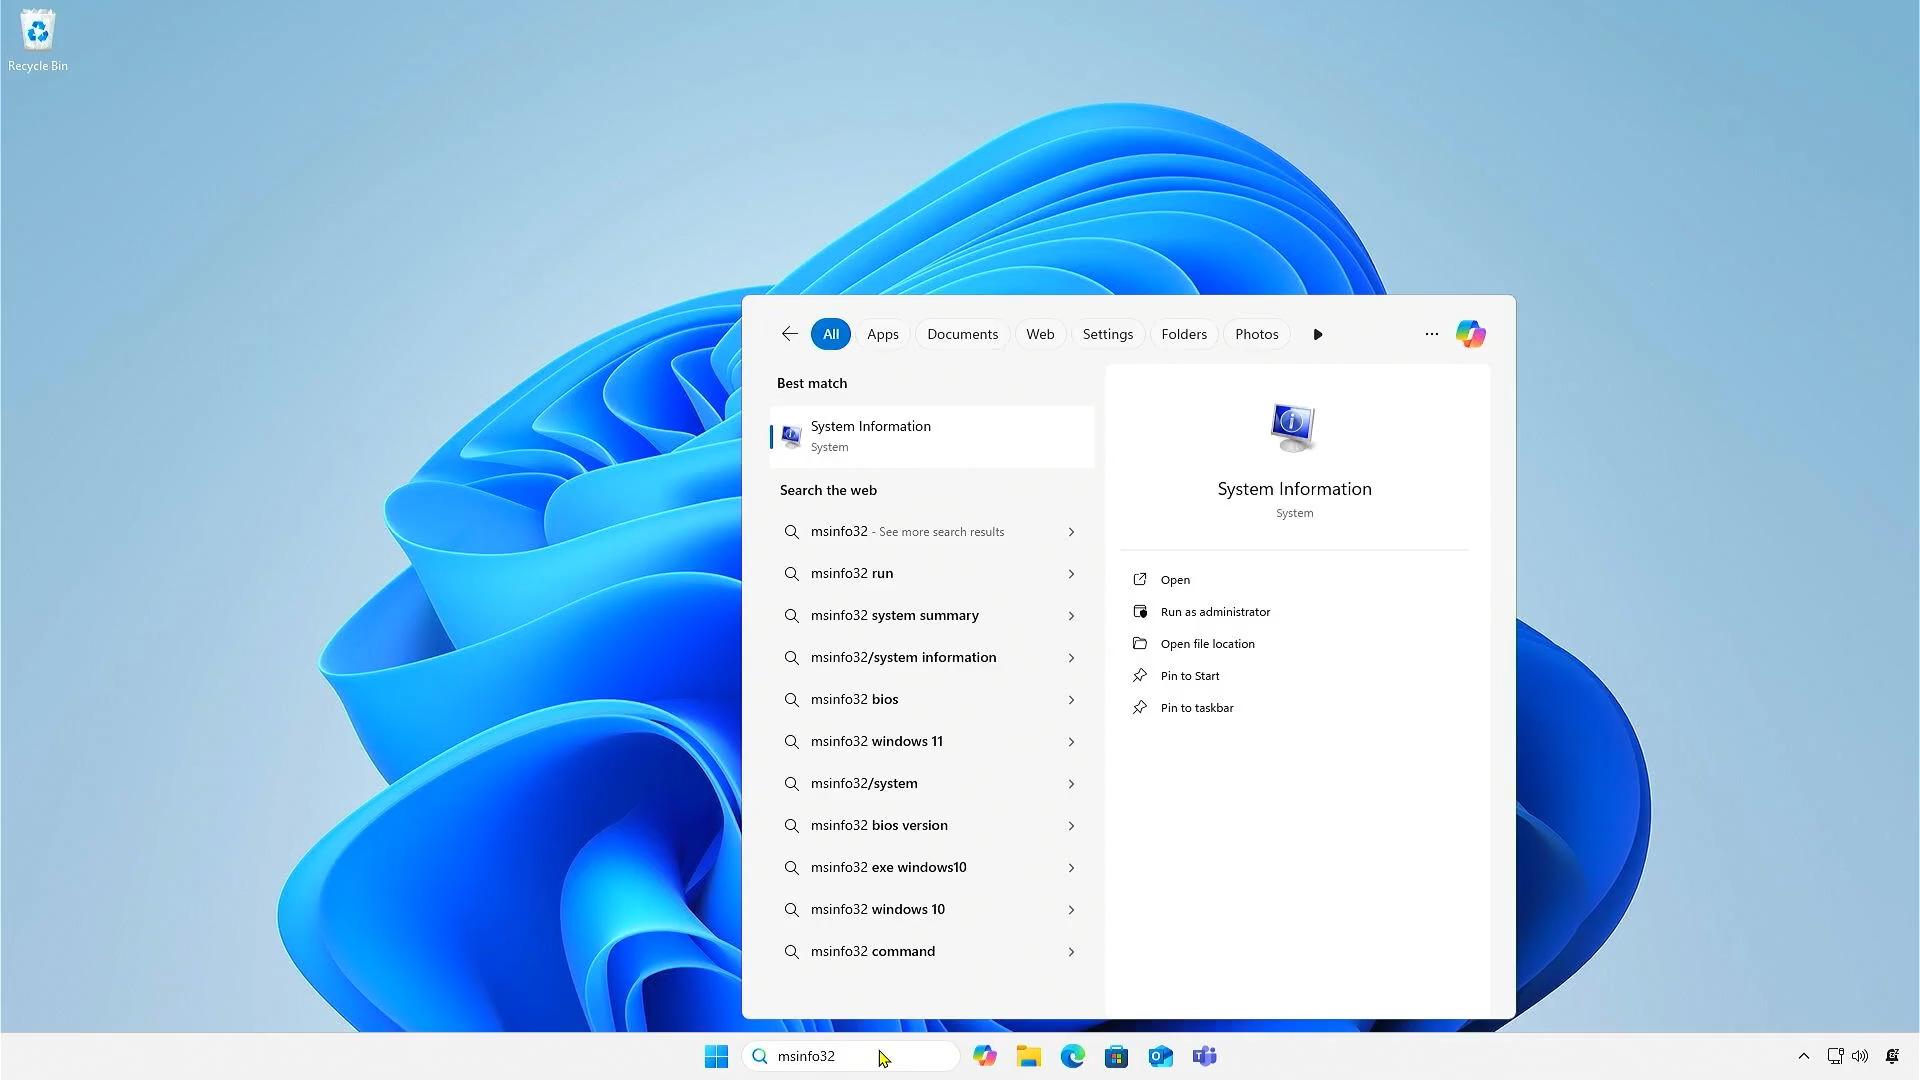 Recycle Bin
All
Apps
Documents
Web
Settings
Folders
Photos
Best match
System Information
System
Search the web
msinfo32 - See more search results
msinfo32 run
msinfo32 system summary
msinfo32/system information
msinfo32 bios
msinfo32 windows 11
msinfo32/system
msinfo32 bios version
msinfo32 exe windows10
msinfo32 windows 10
msinfo32 command
System Information
System
Open
Run as administrator
Open file location
Pin to Start
Pin to taskbar
msinfo32